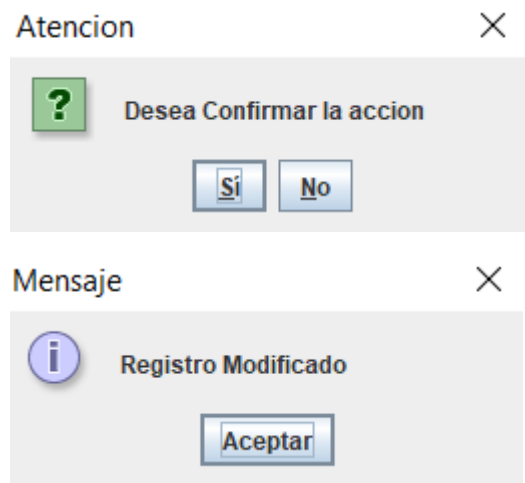 Atencion
?
Desea Confirmar la accion
Sí No
Mensaje
i
Registro Modificado
Aceptar